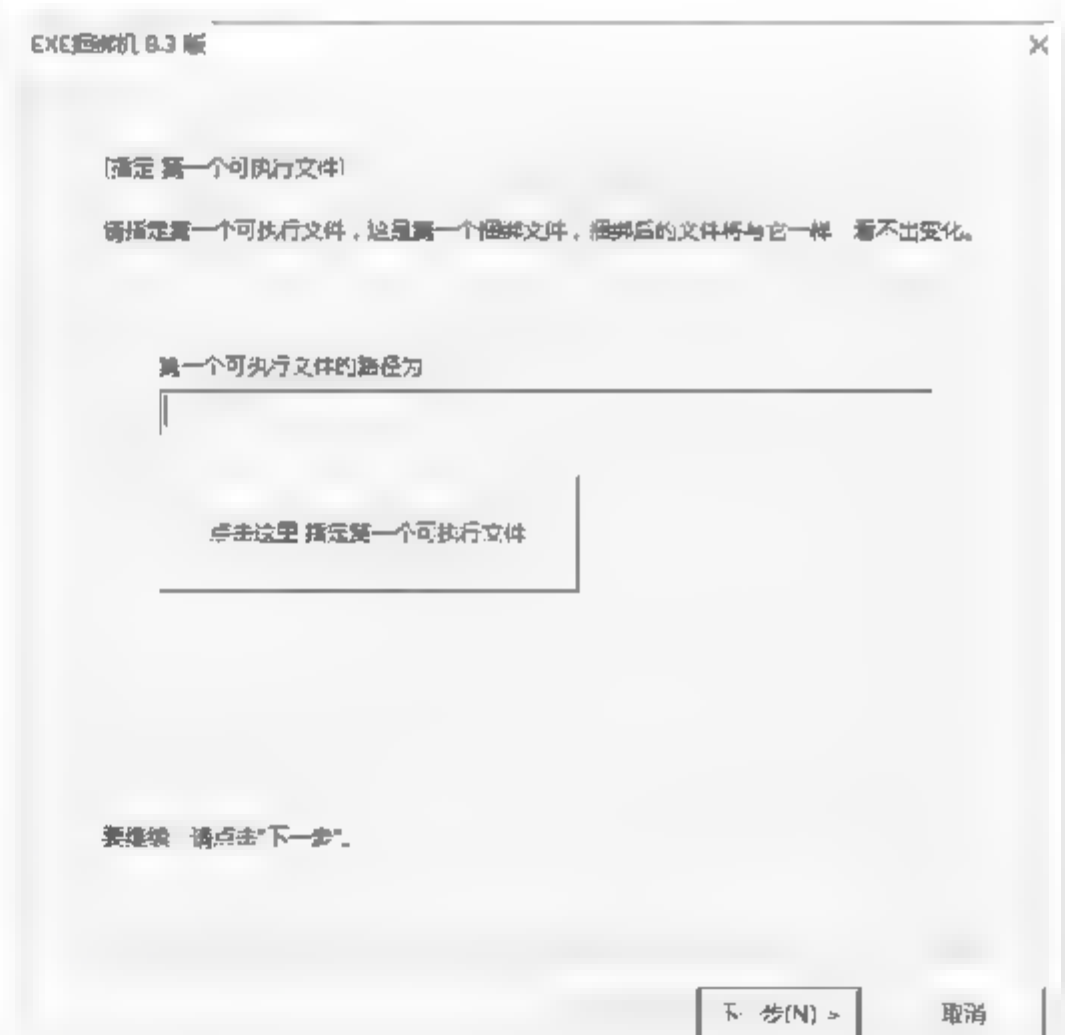 EXE捆绑机 8.3 版
[指定 第一个可执行文件]
请指定第一个可执行文件，这是第一个捆绑文件，捆绑后的文件将与它一样 看不出变化。
第一个可执行文件的路径为
点击这里 指定第一个可执行文件
要继续 请点击"下一步"。
下一步(N) >
取消